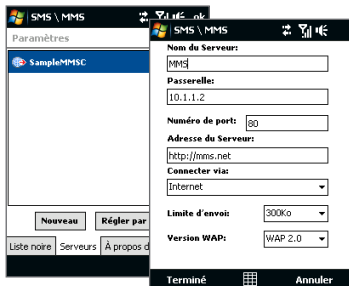 SMS \ MMS
ok
Paramètres
SampleMMSC
Nouveau
Régler par
Liste noire Serveurs À propos d
SMS \ MMS
Nom du Serveur:
MMS
Passerelle:
10.1.1.2
Numéro de port: 80
Adresse du Serveur:
http://mms.net
Connecter via:
Internet
Limite d'envoi: 300Ko
Version WAP: WAP 2.0
Terminé Annuler